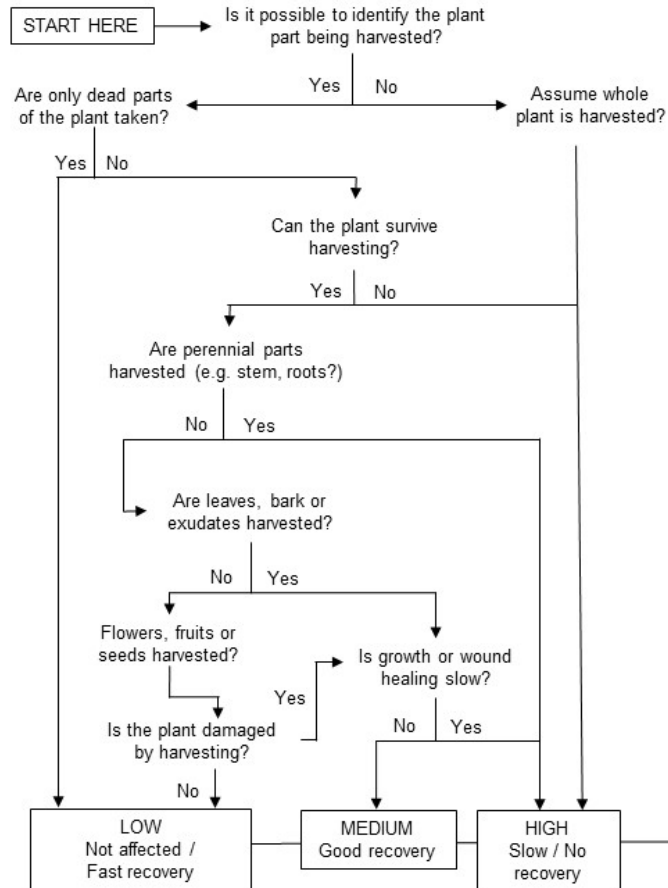 START HERE
Is it possible to identify the plant
part being harvested?
Yes
No
Are only dead parts
of the plant taken?
Assume whole
plant is harvested?
Yes
No
Can the plant survive
harvesting?
Yes
No
Are perennial parts
harvested (e.g. stem, roots?)
No
Yes
Are leaves, bark or
exudates harvested?
No
Yes
Flowers, fruits or
seeds harvested?
Is growth or wound
healing slow?
Yes
Is the plant damaged
by harvesting?
No
Yes
No
LOW
Not affected /
Fast recovery
MEDIUM
Good recovery
HIGH
Slow / No
recovery